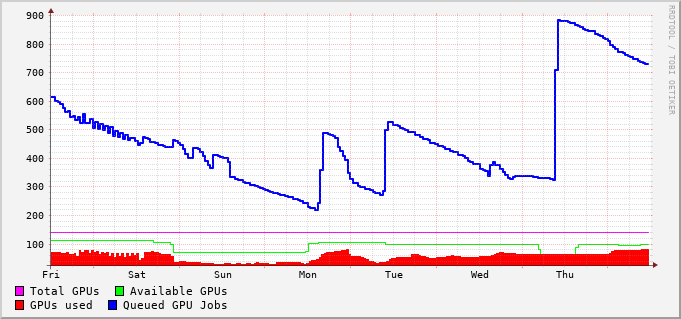 900
800
700
600
500
400
300
200
100
Fri Sat Sun Mon Tue Wed Thu
Total GPUs Available GPUs
GPUs used Queued GPU Jobs
RRDTOOL / TOBI OETIKER